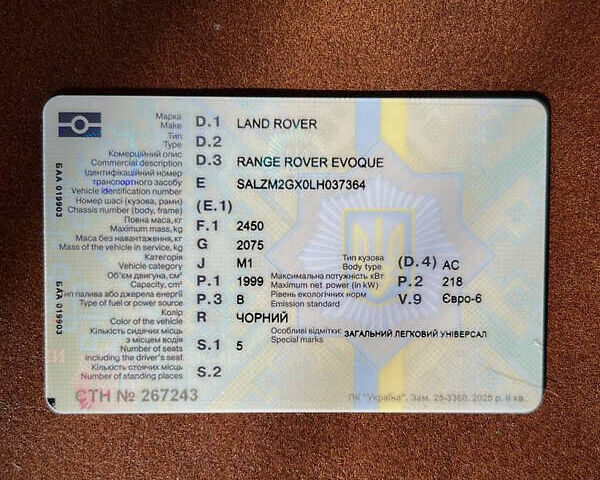 Марка D.1 LAND ROVER
Make
Тип D.2
Type
Комерційний опис D.3 RANGE ROVER EVOQUE
Commercial description
Ідентифікаційний номер
транспортного засобу E SALZM2GX0LH037364
Vehicle identification number
Номер шасі (кузова, рами) (E.1)
Chassis number (body, frame)
Повна маса, кг F.1 2450
Maximum mass, kg
Маса без навантаження, кг G 2075
Mass of the vehicle in service, kg
Категорія J M1 Тип кузова (D.4) AC
Vehicle category Body type
Об'єм двигуна, см³ P.1 1999 Максимальна потужність кВт P.2 218
Capacity, cm³ Maximum net power (in kW)
Тип палива або джерела енергії P.3 B Рівень екологічних норм V.9 Євро-6
Type of fuel or power source Emission standard
Колір R ЧОРНИЙ
Color of the vehicle
Кількість сидячих місць Особливі відмітки: ЗАГАЛЬНИЙ ЛЕГКОВИЙ УНІВЕРСАЛ
з місцем водія S.1 5 Special marks
Number of seats
including the driver's seat
Кількість стоячих місць S.2
Number of standing places
СТН № 267243
ПК "Україна", Зам. 25-3360, 2025 р. II кв.
БАА 019903
БАА 019903